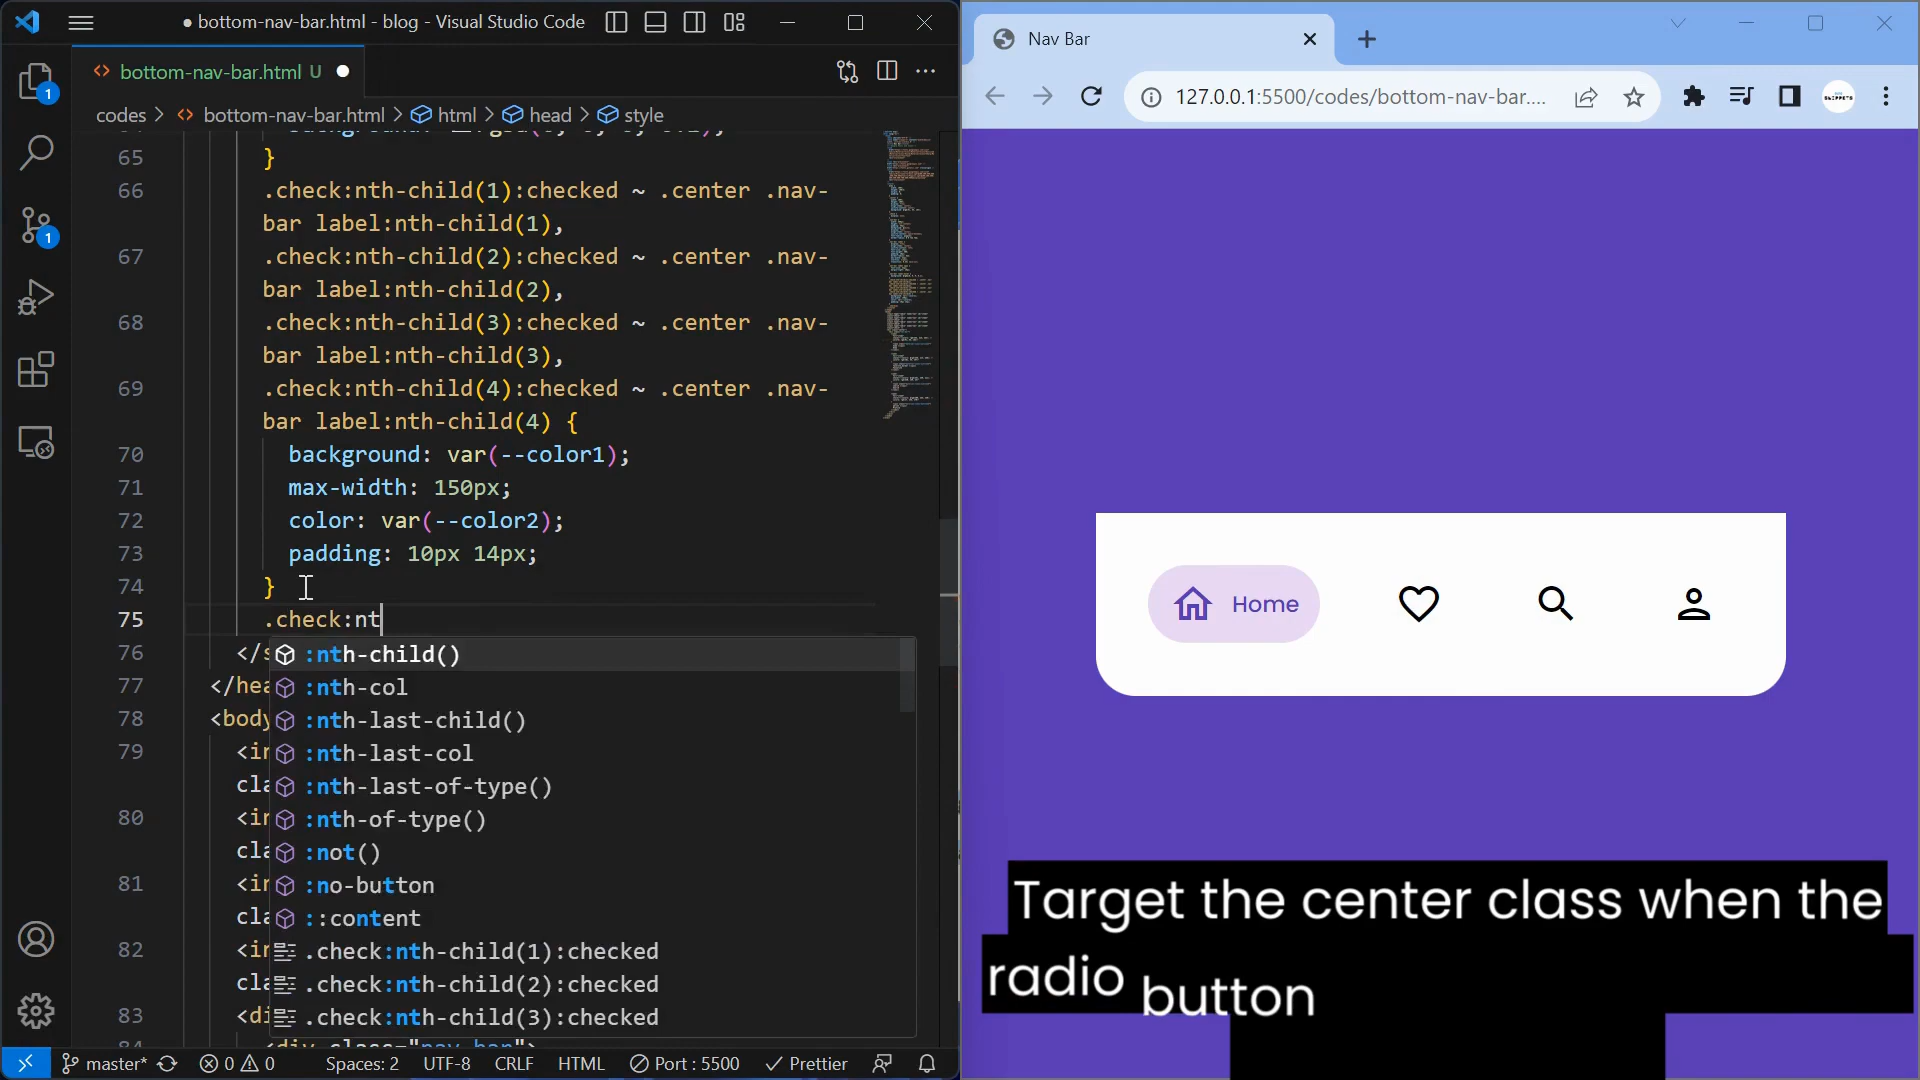 ● bottom-nav-bar.html - blog - Visual Studio Code
<> bottom-nav-bar.html U ●
codes > <> bottom-nav-bar.html > html > head > style
65 }
66 .check:nth-child(1):checked ~ .center .nav-
bar label:nth-child(1),
67 .check:nth-child(2):checked ~ .center .nav-
bar label:nth-child(2),
68 .check:nth-child(3):checked ~ .center .nav-
bar label:nth-child(3),
69 .check:nth-child(4):checked ~ .center .nav-
bar label:nth-child(4) {
70 background: var(--color1);
71 max-width: 150px;
72 color: var(--color2);
73 padding: 10px 14px;
74 }
75 .check:nt
76 </s
:nth-child()
77 </hea
:nth-col
78 <body
:nth-last-child()
79 <in
:nth-last-col
cla
:nth-last-of-type()
80 <in
:nth-of-type()
cla
:not()
81 <in
:no-button
cla
::content
82 <in
.check:nth-child(1):checked
cla
.check:nth-child(2):checked
83 <di
.check:nth-child(3):checked
<div class="nav-bar">
1
1
master*
0
0
Spaces: 2
UTF-8
CRLF
HTML
Port : 5500
Prettier
Nav Bar
127.0.0.1:5500/codes/bottom-nav-bar....
Home
Target the center class when the
radio button